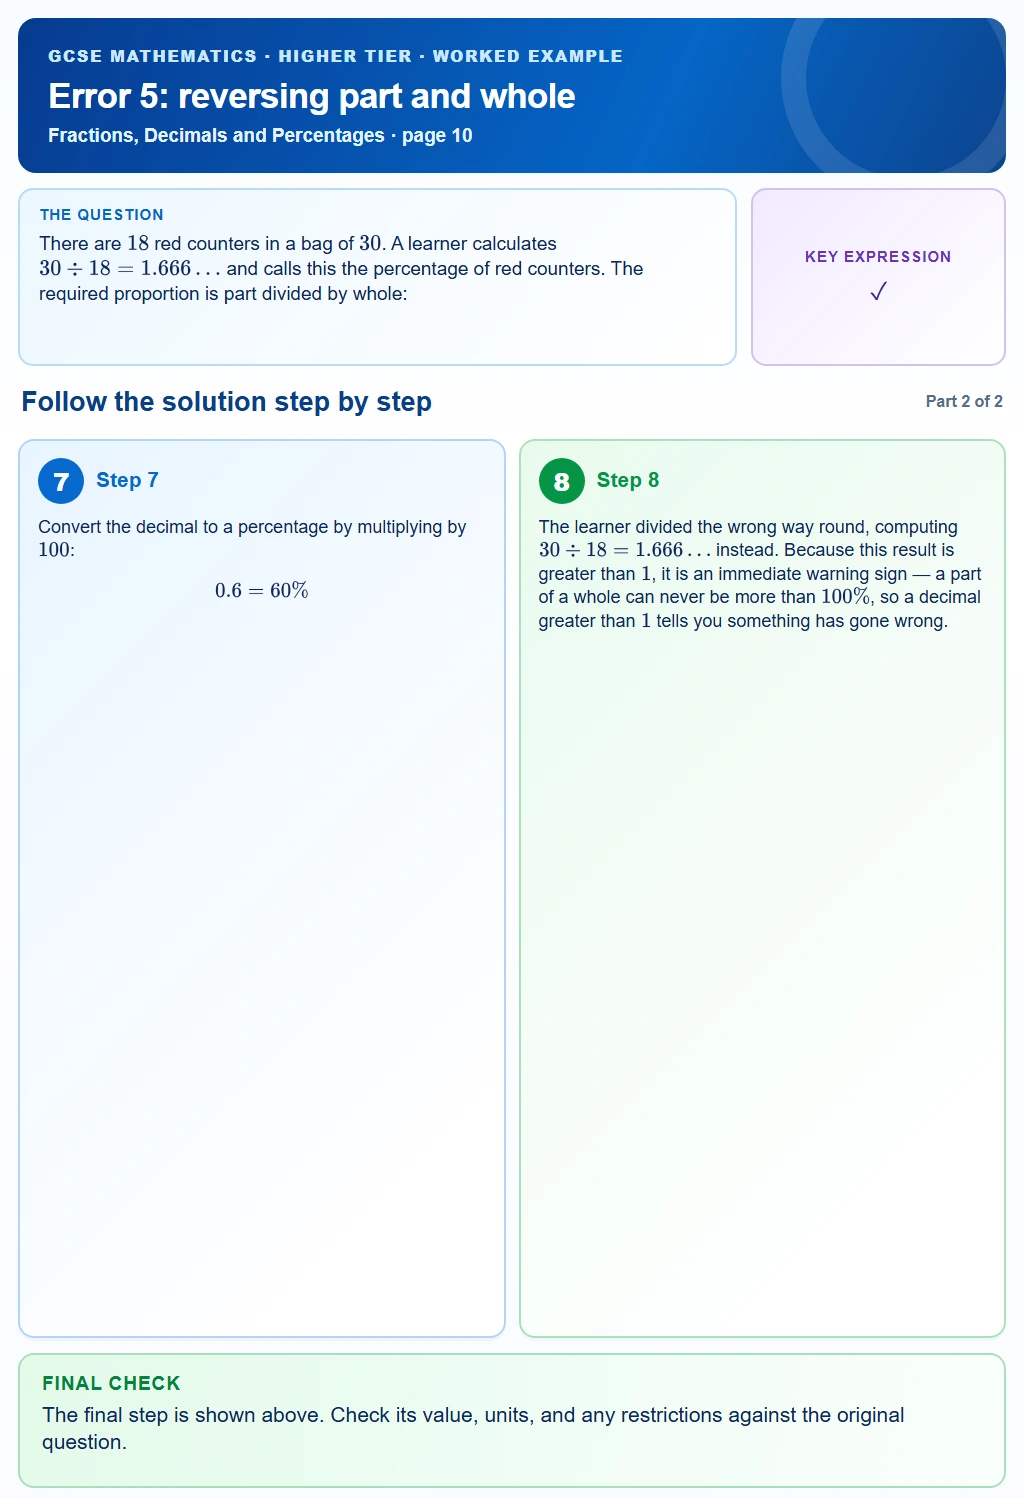 GCSE MATHEMATICS · HIGHER TIER · WORKED EXAMPLE
Error 5: reversing part and whole
Fractions, Decimals and Percentages · page 10
THE QUESTION
There are 18 red counters in a bag of 30. A learner calculates
30 ÷ 18 = 1.666 . . . and calls this the percentage of red counters. The
required proportion is part divided by whole:
KEY EXPRESSION
✓
Follow the solution step by step
Part 2 of 2
7 Step 7
Convert the decimal to a percentage by multiplying by
100:
0.6 = 60%
8 Step 8
The learner divided the wrong way round, computing
30 ÷ 18 = 1.666 . . . instead. Because this result is
greater than 1, it is an immediate warning sign — a part
of a whole can never be more than 100%, so a decimal
greater than 1 tells you something has gone wrong.
FINAL CHECK
The final step is shown above. Check its value, units, and any restrictions against the original
question.